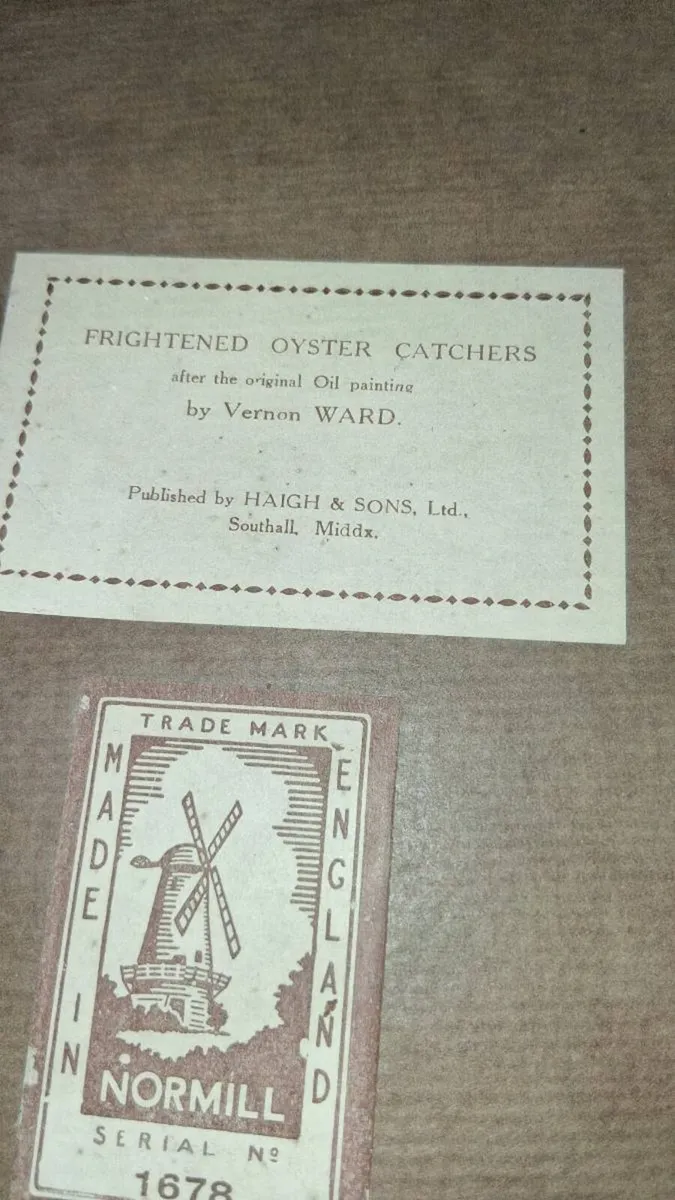 FRIGHTENED OYSTER CATCHERS
after the original Oil painting
by Vernon WARD.
Published by HAIGH & SONS, Ltd.,
Southall, Middx.
TRADE MARK
MADE IN
ENGLAND
NORMILL
SERIAL Nº
1678